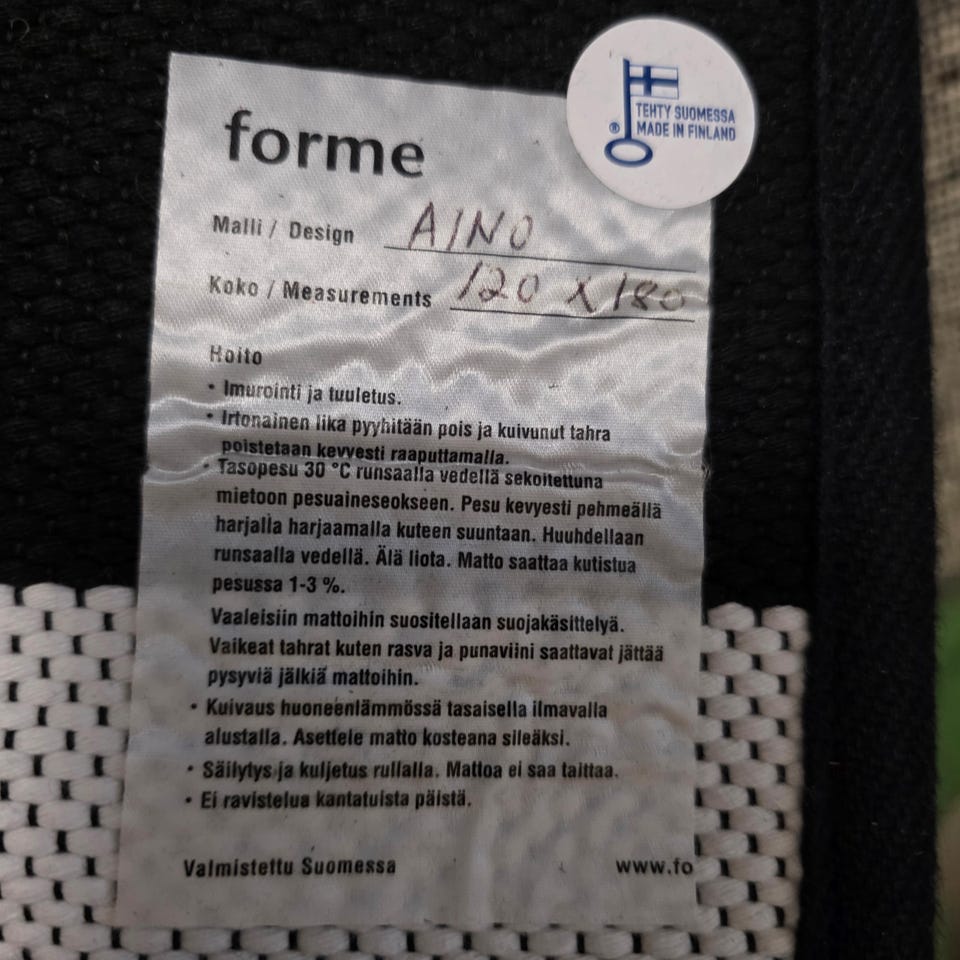 forme
TEHTY SUOMESSA
® MADE IN FINLAND
Malli / Design AINO
Koko / Measurements 120 X 180
Hoito
• Imurointi ja tuuletus.
• Irtonainen lika pyyhitään pois ja kuivunut tahra
poistetaan kevyesti raaputtamalla.
• Tasopesu 30 °C runsaalla vedellä sekoitettuna
mietoon pesuaineseokseen. Pesu kevyesti pehmeällä
harjalla harjaamalla kuteen suuntaan. Huuhdellaan
runsaalla vedellä. Älä liota. Matto saattaa kutistua
pesussa 1-3 %.
Vaaleisiin mattoihin suositellaan suojakäsittelyä.
Vaikeat tahrat kuten rasva ja punaviini saattavat jättää
pysyviä jälkiä mattoihin.
• Kuivaus huoneenlämmössä tasaisella ilmavalla
alustalla. Asettele matto kosteana sileäksi.
• Säilytys ja kuljetus rullalla. Mattoa ei saa taittaa.
• Ei ravistelua kantatuista päistä.
Valmistettu Suomessa www.fo